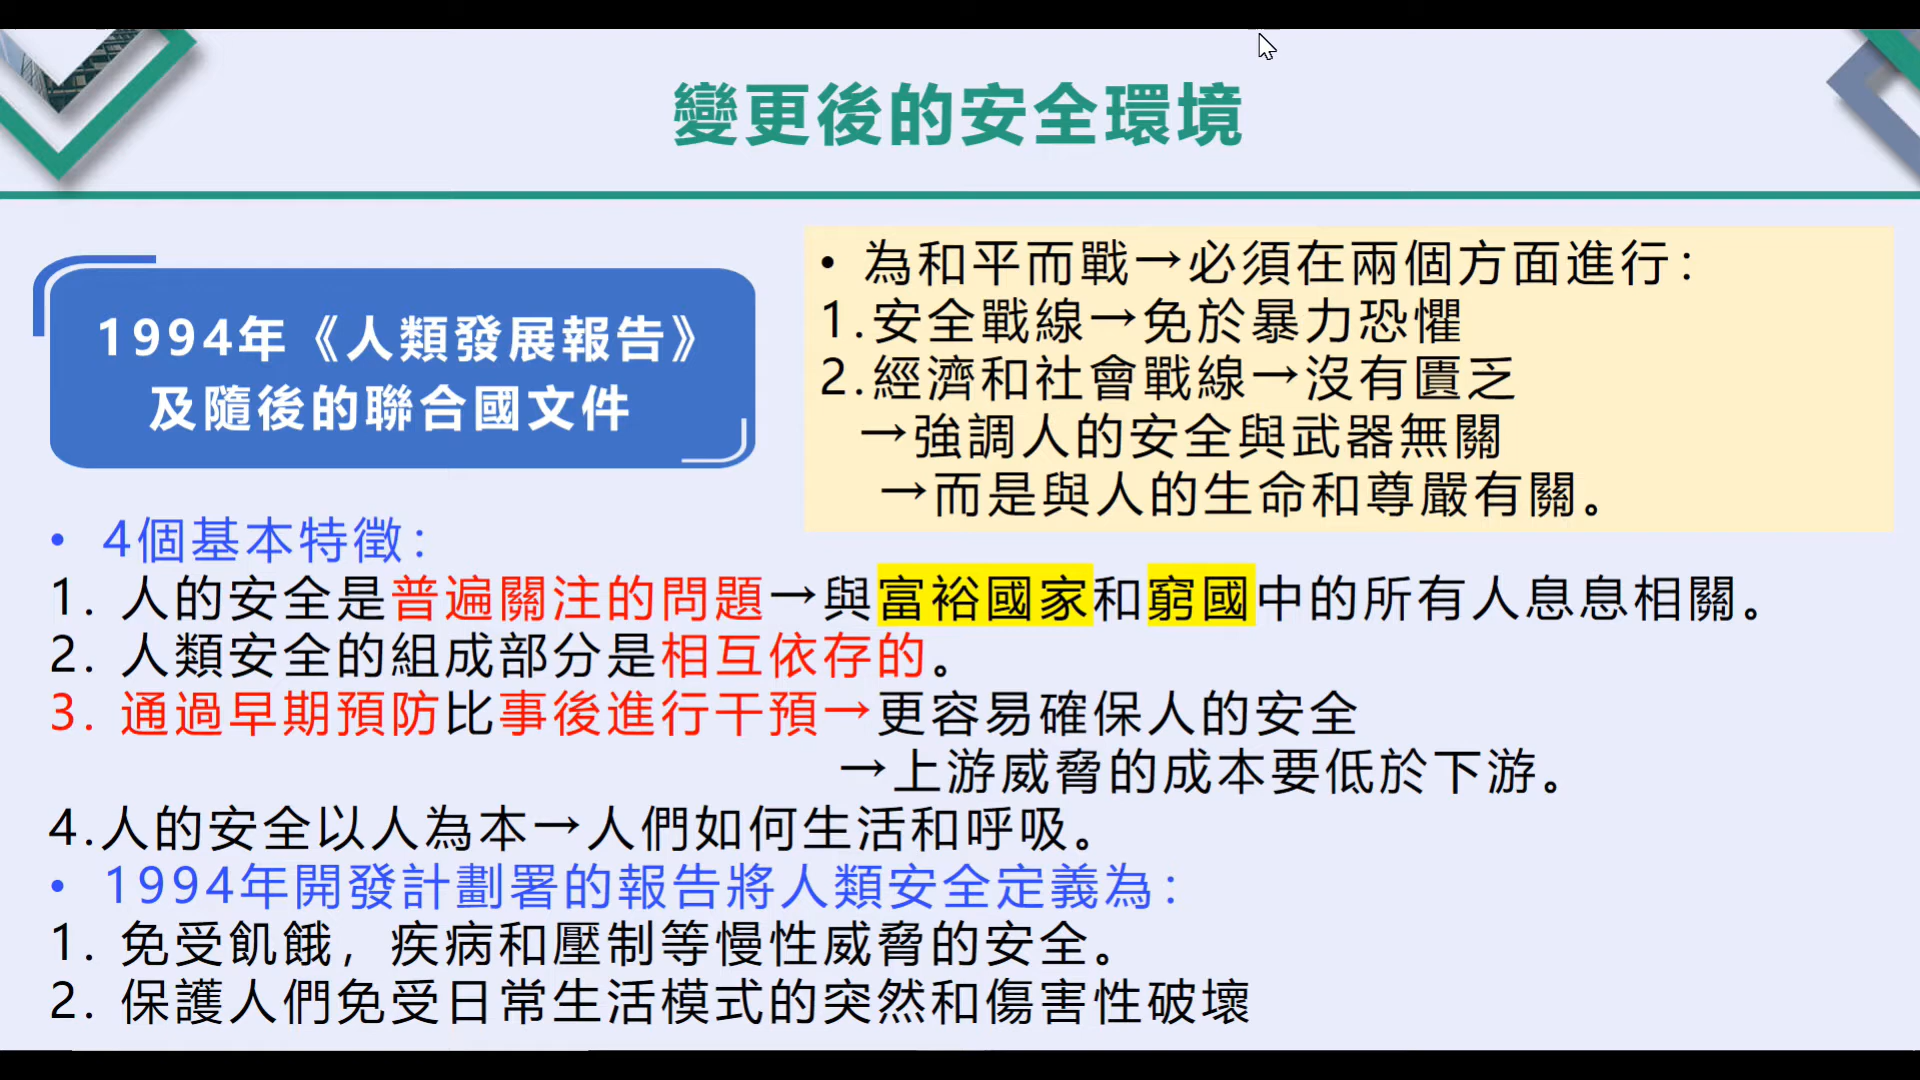 變更後的安全環境
1994年《人類發展報告》
及隨後的聯合國文件
• 為和平而戰→必須在兩個方面進行：
1.安全戰線→免於暴力恐懼
2.經濟和社會戰線→沒有匱乏
→強調人的安全與武器無關
→而是與人的生命和尊嚴有關。
• 4個基本特徵：
1. 人的安全是普遍關注的問題→與富裕國家和窮國中的所有人息息相關。
2. 人類安全的組成部分是相互依存的。
3. 通過早期預防比事後進行干預→更容易確保人的安全
→上游威脅的成本要低於下游。
4.人的安全以人為本→人們如何生活和呼吸。
• 1994年開發計劃署的報告將人類安全定義為：
1. 免受飢餓，疾病和壓制等慢性威脅的安全。
2. 保護人們免受日常生活模式的突然和傷害性破壞